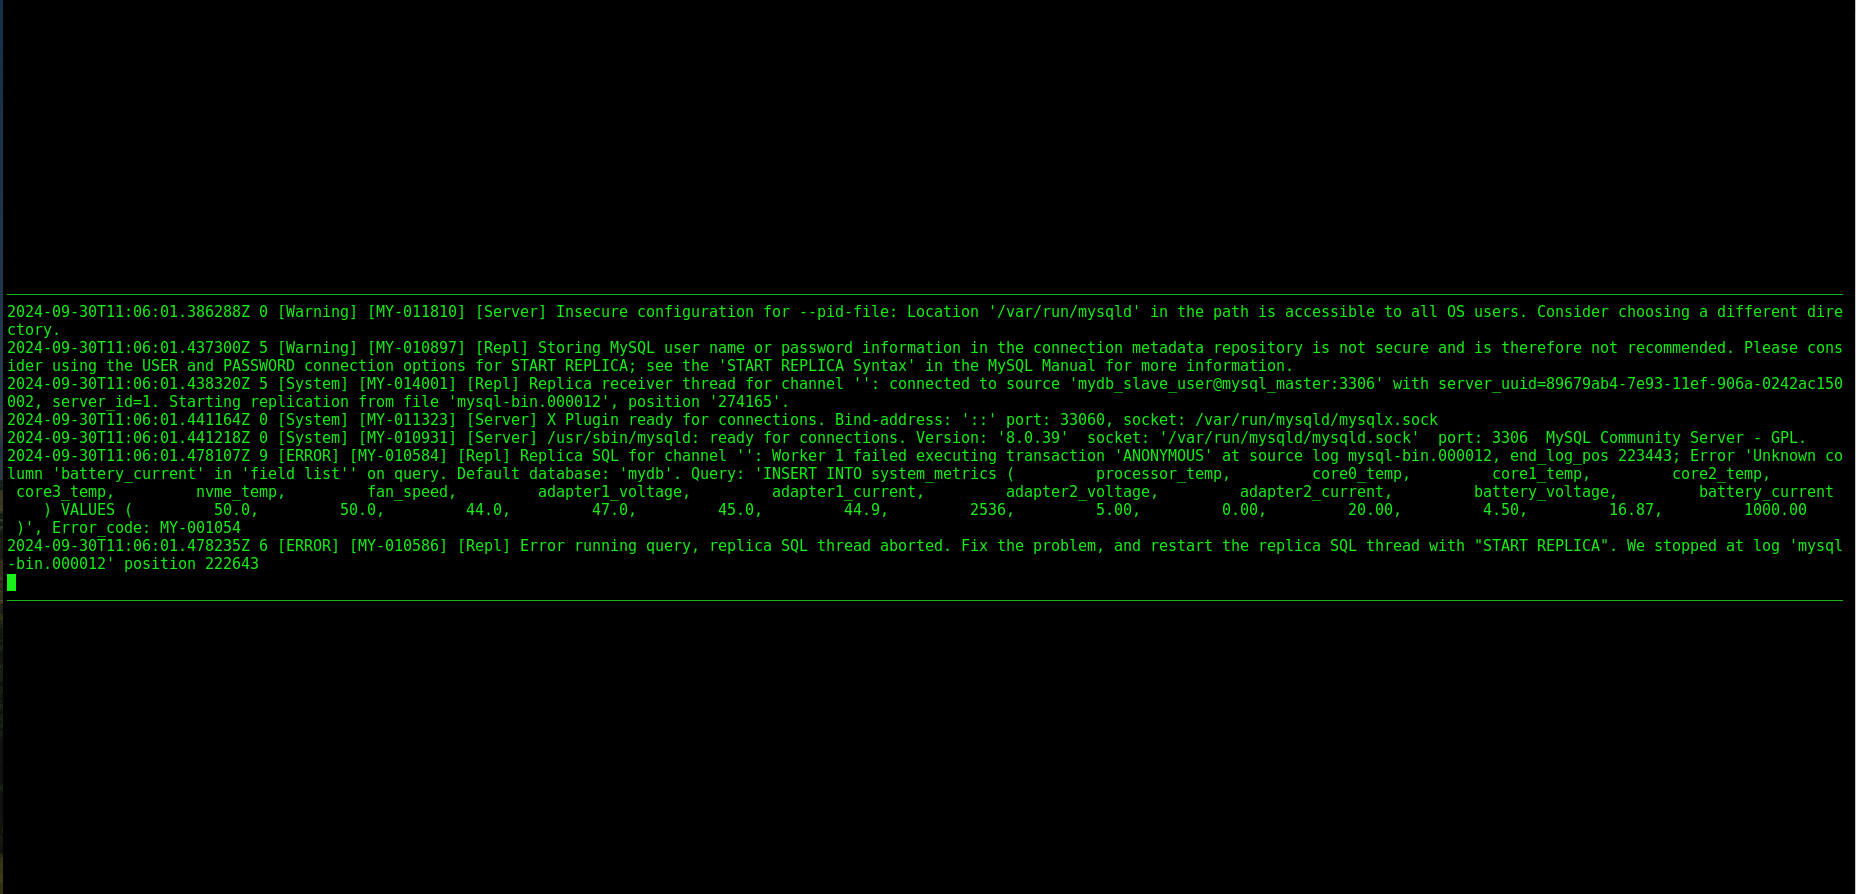 2024-09-30T11:06:01.386288Z 0 [Warning] [MY-011810] [Server] Insecure configuration for --pid-file: Location '/var/run/mysqld' in the path is accessible to all OS users. Consider choosing a different dire
ctory.
2024-09-30T11:06:01.437300Z 5 [Warning] [MY-010897] [Repl] Storing MySQL user name or password information in the connection metadata repository is not secure and is therefore not recommended. Please cons
ider using the USER and PASSWORD connection options for START REPLICA; see the 'START REPLICA Syntax' in the MySQL Manual for more information.
2024-09-30T11:06:01.438320Z 5 [System] [MY-014001] [Repl] Replica receiver thread for channel '': connected to source 'mydb_slave_user@mysql_master:3306' with server_uuid=89679ab4-7e93-11ef-906a-0242ac150
002, server_id=1. Starting replication from file 'mysql-bin.000012', position '274165'.
2024-09-30T11:06:01.441164Z 0 [System] [MY-011323] [Server] X Plugin ready for connections. Bind-address: '::' port: 33060, socket: /var/run/mysqld/mysqlx.sock
2024-09-30T11:06:01.441218Z 0 [System] [MY-010931] [Server] /usr/sbin/mysqld: ready for connections. Version: '8.0.39'  socket: '/var/run/mysqld/mysqld.sock'  port: 3306  MySQL Community Server - GPL.
2024-09-30T11:06:01.478107Z 9 [ERROR] [MY-010584] [Repl] Replica SQL for channel '': Worker 1 failed executing transaction 'ANONYMOUS' at source log mysql-bin.000012, end_log_pos 223443; Error 'Unknown co
lumn 'battery_current' in 'field list'' on query. Default database: 'mydb'. Query: 'INSERT INTO system_metrics (         processor_temp,         core0_temp,         core1_temp,         core2_temp,
 core3_temp,         nvme_temp,         fan_speed,         adapter1_voltage,         adapter1_current,         adapter2_voltage,         adapter2_current,         battery_voltage,         battery_current
    ) VALUES (         50.0,         50.0,         44.0,         47.0,         45.0,         44.9,         2536,         5.00,         0.00,         20.00,         4.50,         16.87,         1000.00
 )', Error_code: MY-001054
2024-09-30T11:06:01.478235Z 6 [ERROR] [MY-010586] [Repl] Error running query, replica SQL thread aborted. Fix the problem, and restart the replica SQL thread with "START REPLICA". We stopped at log 'mysql
-bin.000012' position 222643